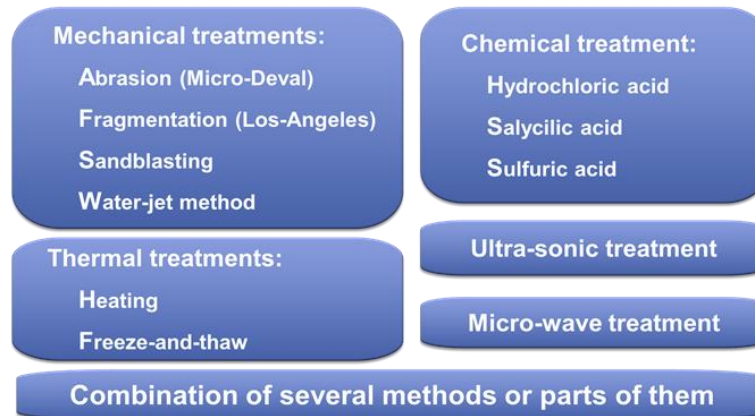 Mechanical treatments:
Abrasion (Micro-Deval)
Fragmentation (Los-Angeles)
Sandblasting
Water-jet method
Thermal treatments:
Heating
Freeze-and-thaw
Chemical treatment:
Hydrochloric acid
Salycilic acid
Sulfuric acid
Ultra-sonic treatment
Micro-wave treatment
Combination of several methods or parts of them